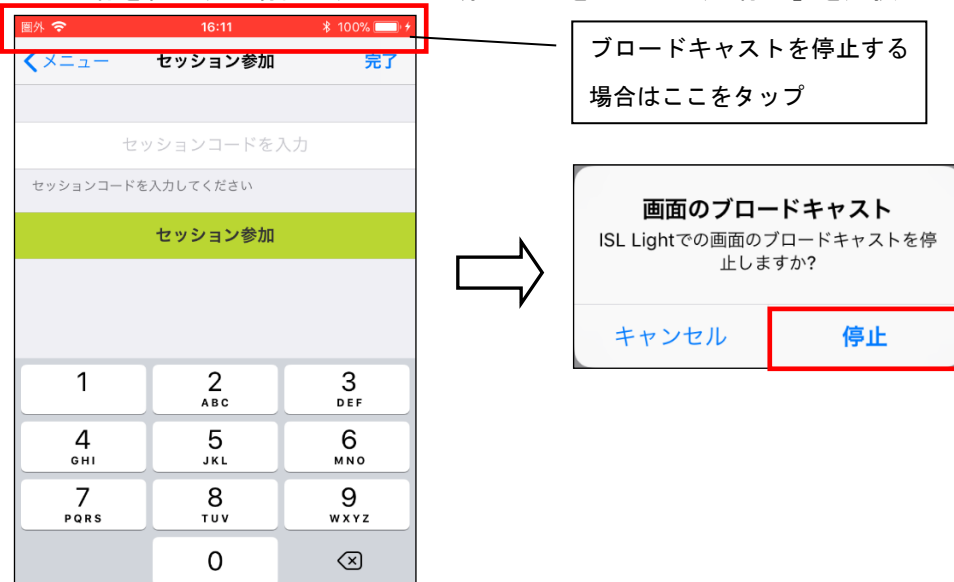 圏外 16:11 100%
メニュー セッション参加 完了
セッションコードを入力
セッションコードを入力してください
セッション参加
1
2
ABC
3
DEF
4
GHI
5
JKL
6
MNO
7
PQRS
8
TUV
9
WXYZ
0
ブロードキャストを停止する
場合はここをタップ
画面のブロードキャスト
ISL Lightでの画面のブロードキャストを停
止しますか?
キャンセル 停止